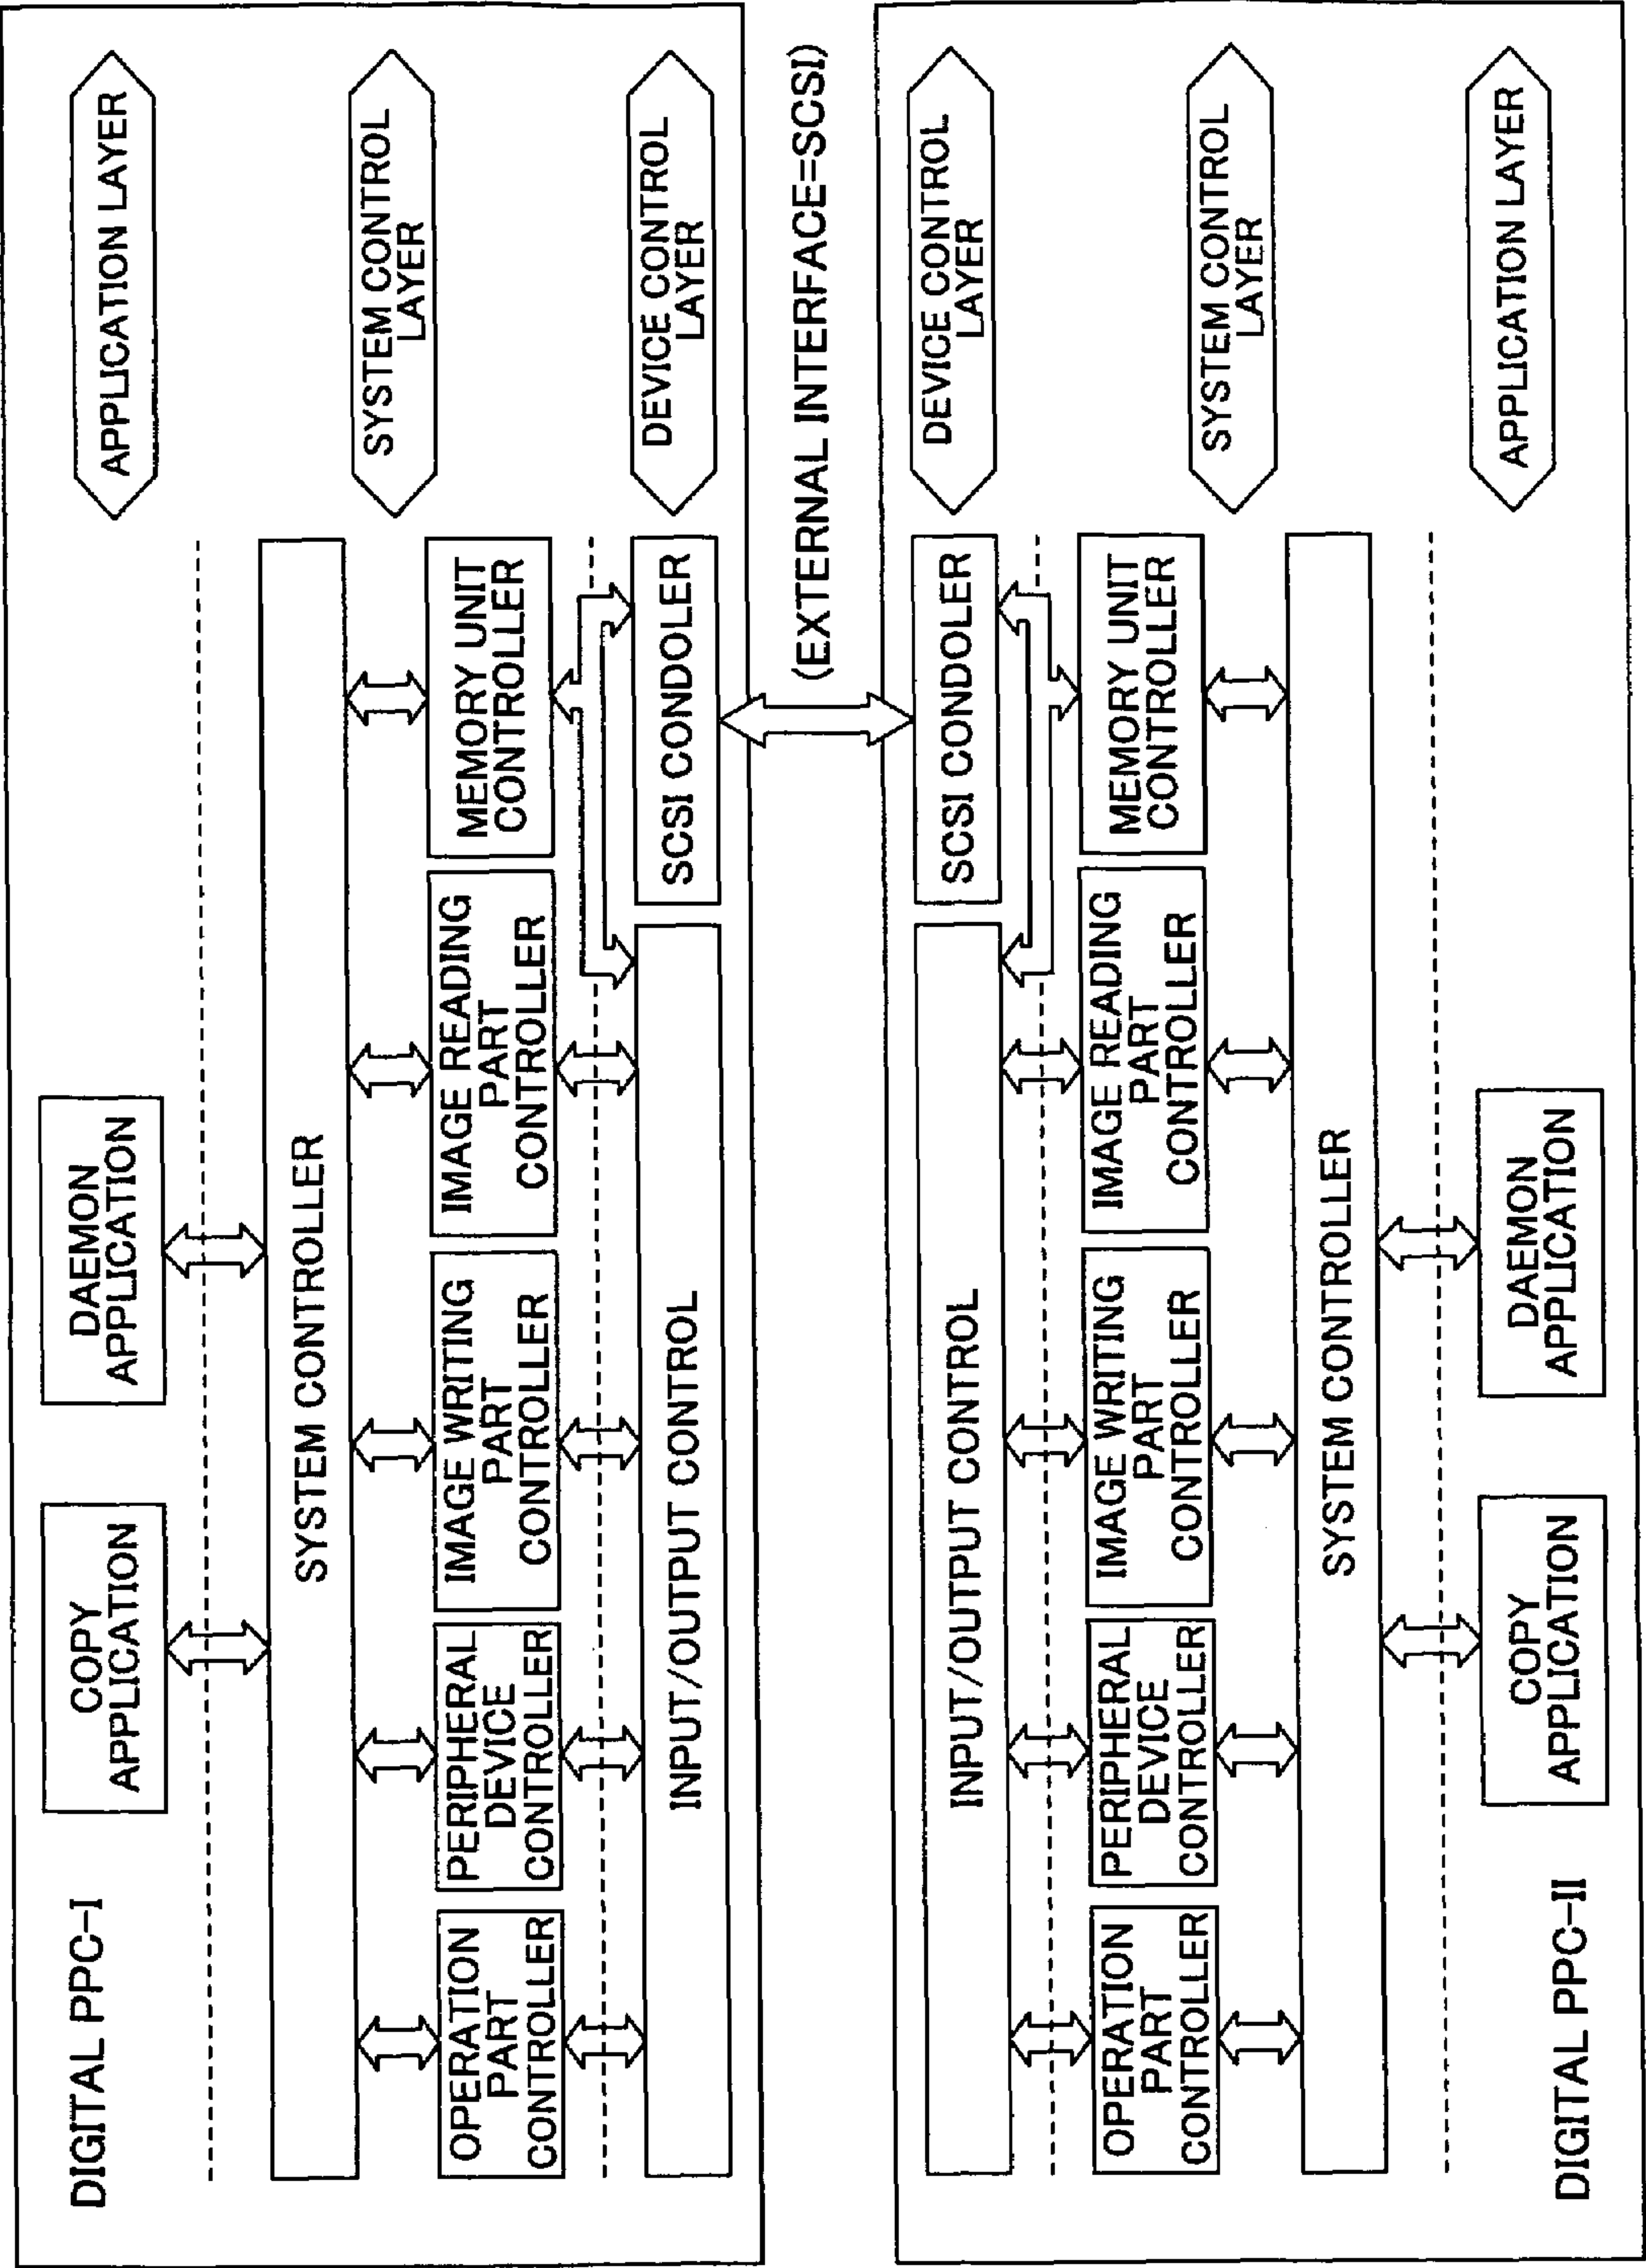 DIGITAL PPC-I
COPY
APPLICATION
DAEMON
APPLICATION
APPLICATION LAYER
SYSTEM CONTROLLER
SYSTEM CONTROL
LAYER
OPERATION
PART
CONTROLLER
PERIPHERAL
DEVICE
CONTROLLER
IMAGE WRITING
PART
CONTROLLER
IMAGE READING
PART
CONTROLLER
MEMORY UNIT
CONTROLLER
INPUT/OUTPUT CONTROL
SCSI CONDOLER
DEVICE CONTROL
LAYER
(EXTERNAL INTERFACE=SCSI)
INPUT/OUTPUT CONTROL
SCSI CONDOLER
DEVICE CONTROL
LAYER
OPERATION
PART
CONTROLLER
PERIPHERAL
DEVICE
CONTROLLER
IMAGE WRITING
PART
CONTROLLER
IMAGE READING
PART
CONTROLLER
MEMORY UNIT
CONTROLLER
SYSTEM CONTROL
LAYER
SYSTEM CONTROLLER
DIGITAL PPC-II
COPY
APPLICATION
DAEMON
APPLICATION
APPLICATION LAYER